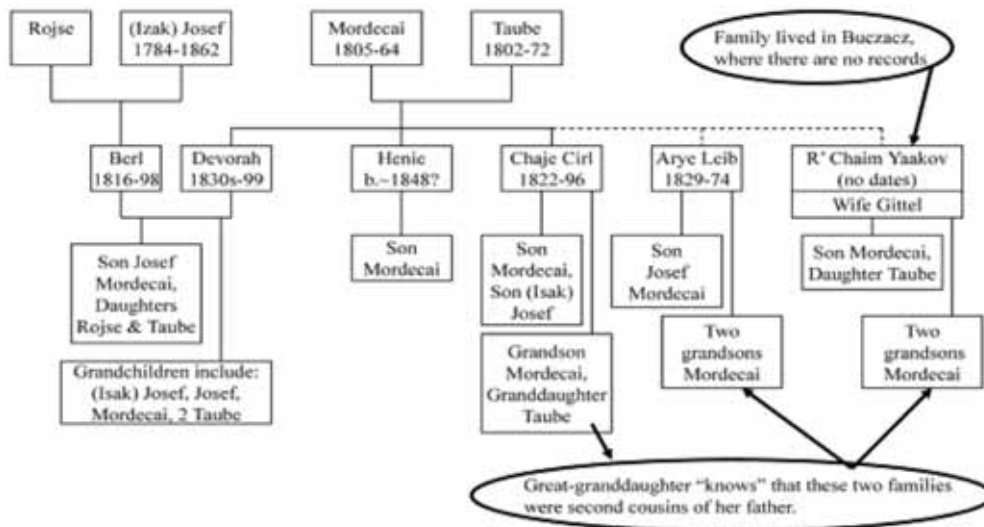 Rojse
(Izak) Josef
1784-1862
Mordecai
1805-64
Taube
1802-72
Family lived in Buczacz,
where there are no records
Berl
1816-98
Devorah
1830s-99
Henie
b.~1848?
Chaje Cirl
1822-96
Arye Leib
1829-74
R' Chaim Yaakov
(no dates)
Wife Gittel
Son Josef
Mordecai,
Daughters
Rojse & Taube
Son
Mordecai
Son
Mordecai,
Son (Isak)
Josef
Son
Josef
Mordecai
Son Mordecai,
Daughter Taube
Grandchildren include:
(Isak) Josef, Josef,
Mordecai, 2 Taube
Grandson
Mordecai,
Granddaughter
Taube
Two
grandsons
Mordecai
Two
grandsons
Mordecai
Great-granddaughter “knows” that these two families
were second cousins of her father.